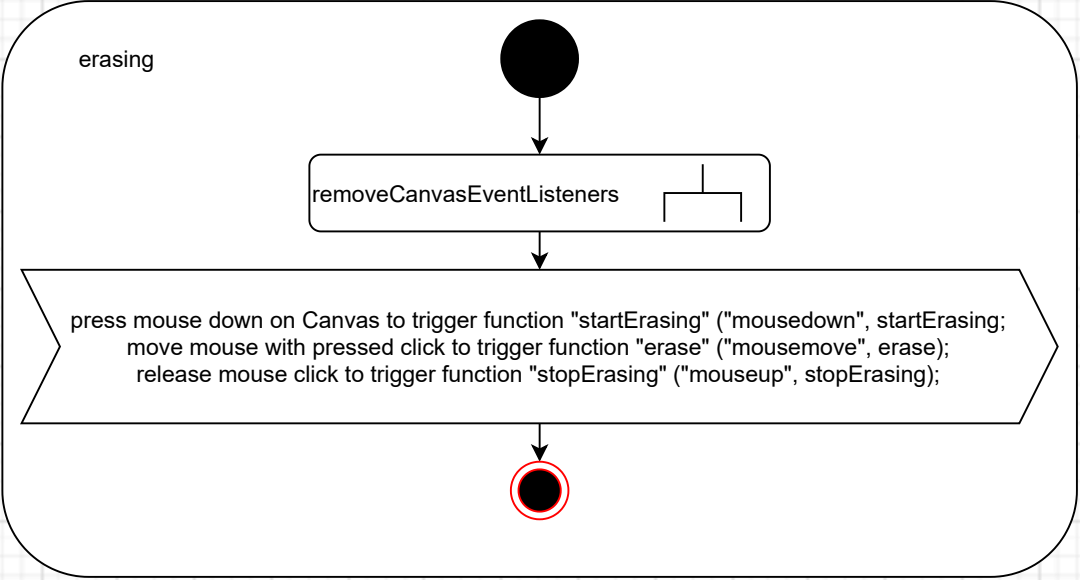 erasing
removeCanvasEventListeners
press mouse down on Canvas to trigger function "startErasing" ("mousedown", startErasing;
move mouse with pressed click to trigger function "erase" ("mousemove", erase);
release mouse click to trigger function "stopErasing" ("mouseup", stopErasing);